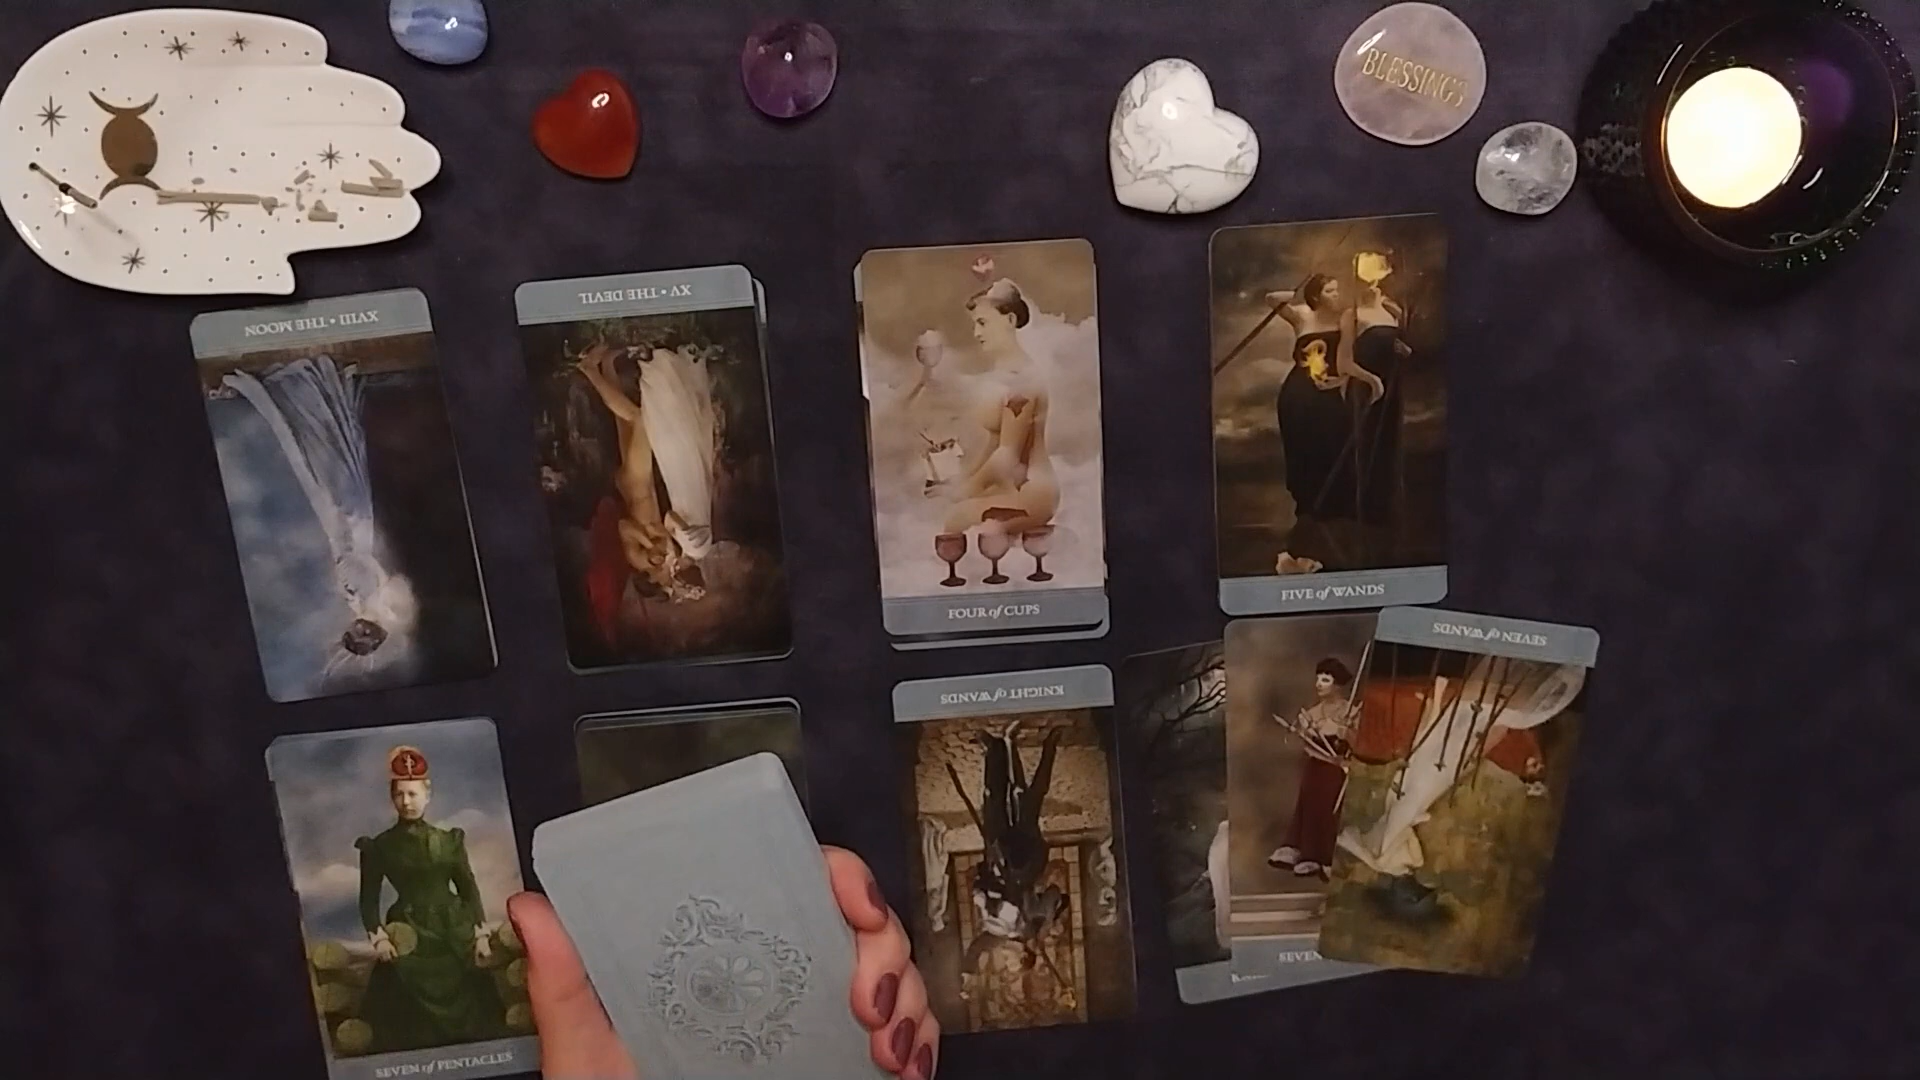 BLESSINGS
XVIII • THE MOON
XV • THE DEVIL
FOUR of CUPS
FIVE of WANDS
SEVEN of WANDS
KNIGHT of WANDS
SEVEN
SEVEN of PENTACLES